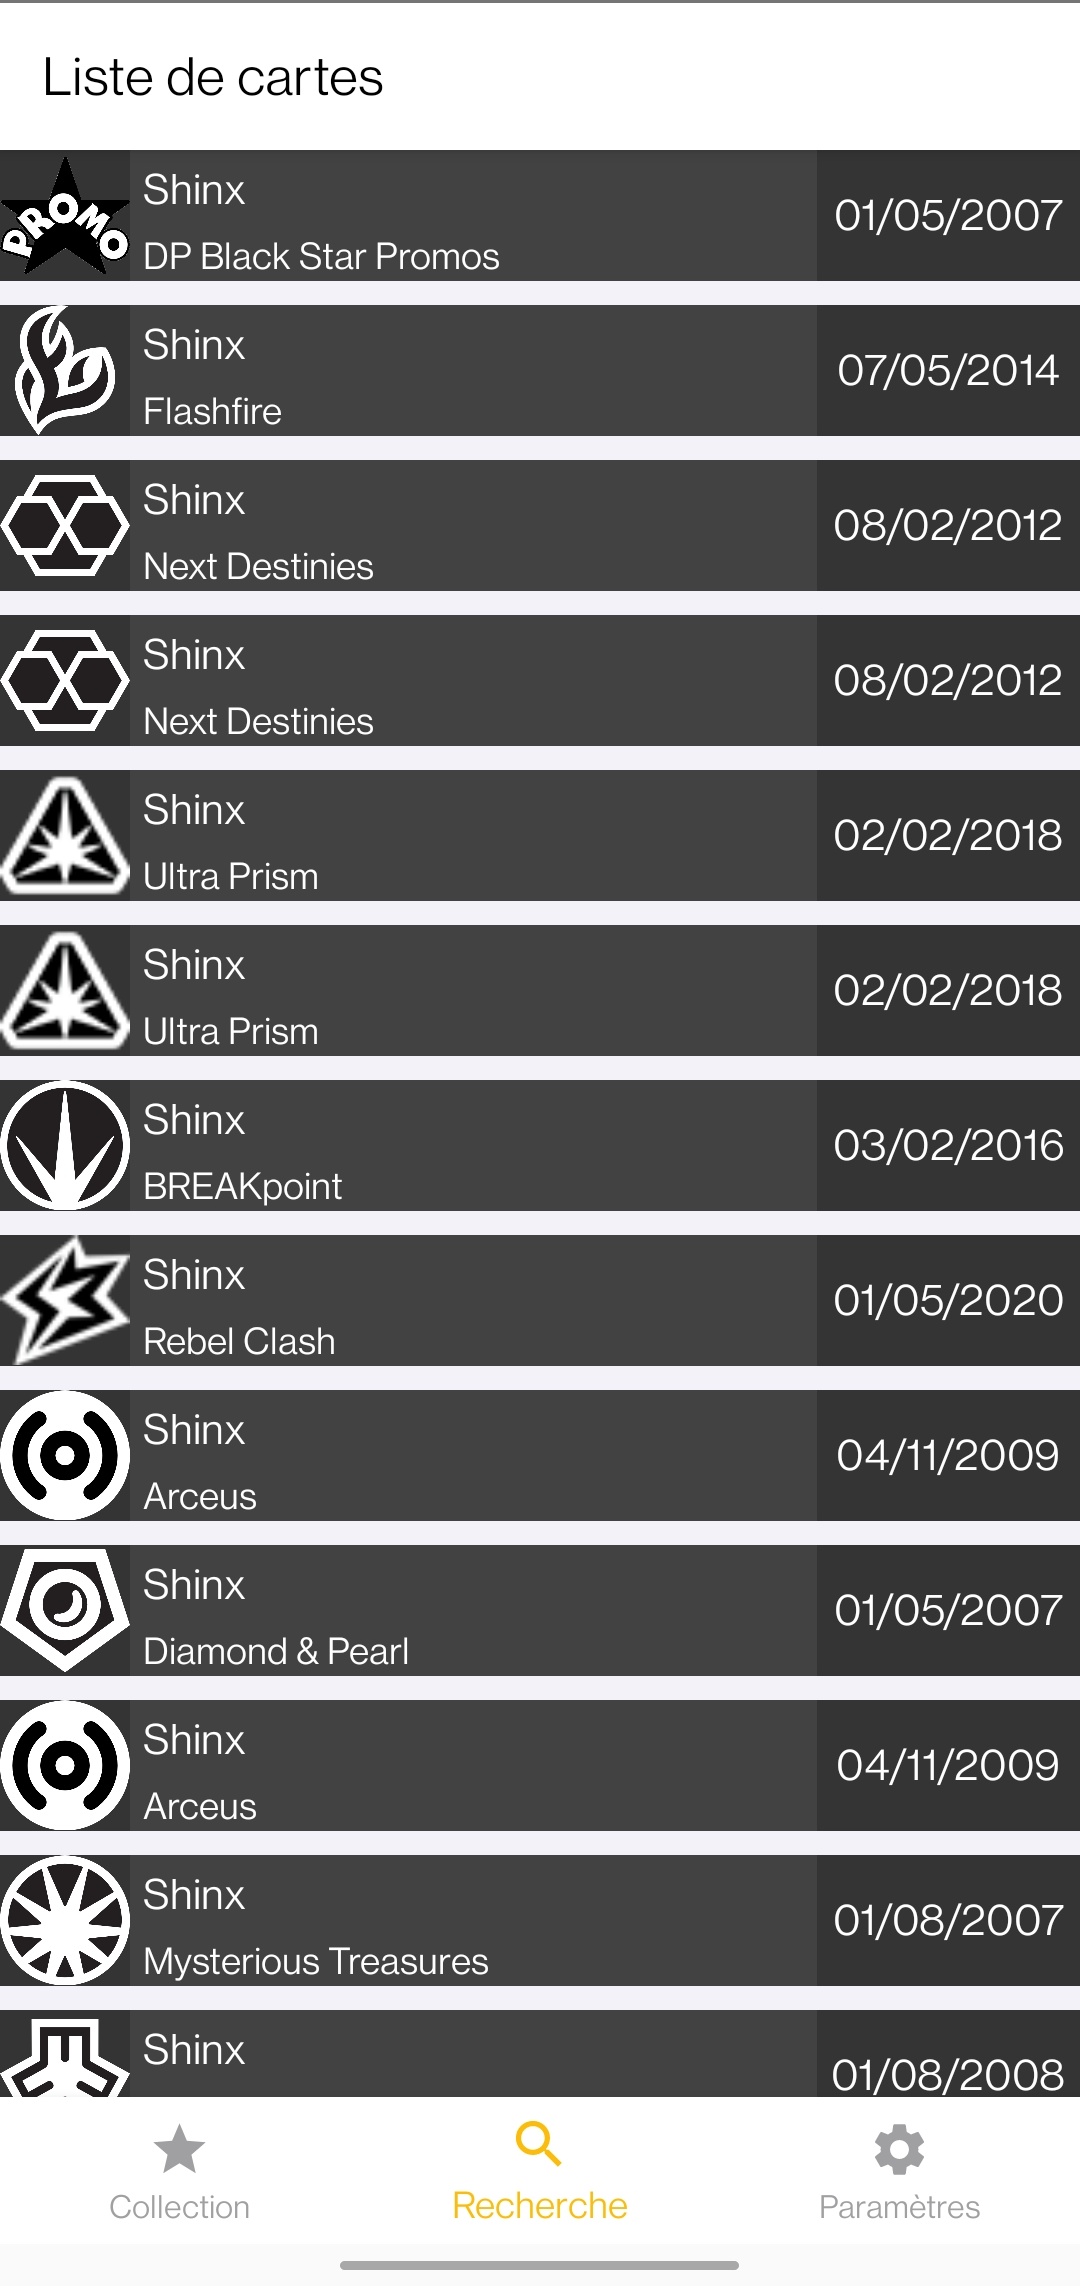 Liste de cartes
PROMO
Shinx
DP Black Star Promos
01/05/2007
Shinx
Flashfire
07/05/2014
Shinx
Next Destinies
08/02/2012
Shinx
Next Destinies
08/02/2012
Shinx
Ultra Prism
02/02/2018
Shinx
Ultra Prism
02/02/2018
Shinx
BREAKpoint
03/02/2016
Shinx
Rebel Clash
01/05/2020
Shinx
Arceus
04/11/2009
Shinx
Diamond & Pearl
01/05/2007
Shinx
Arceus
04/11/2009
Shinx
Mysterious Treasures
01/08/2007
Shinx
01/08/2008
Collection
Recherche
Paramètres